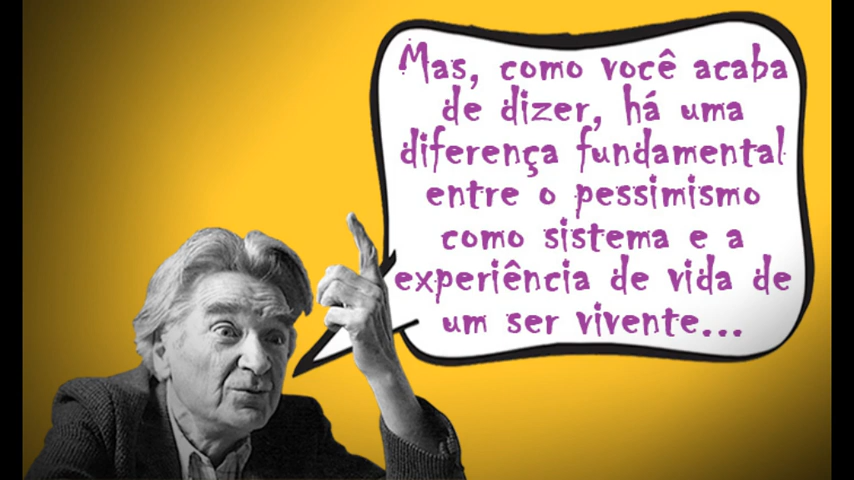 Mas, como você acaba
de dizer, há uma
diferença fundamental
entre o pessimismo
como sistema e a
experiência de vida de
um ser vivente...